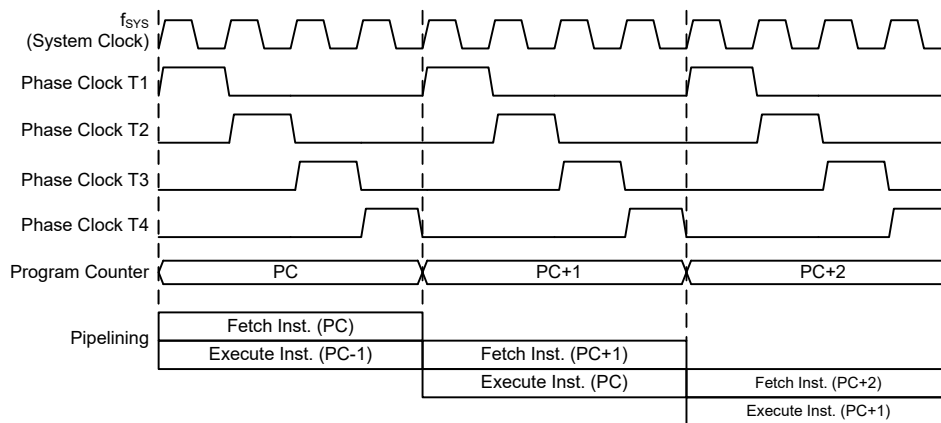 fSYS
(System Clock)
Phase Clock T1
Phase Clock T2
Phase Clock T3
Phase Clock T4
Program Counter PC PC+1 PC+2
Pipelining
Fetch Inst. (PC)
Execute Inst. (PC-1) Fetch Inst. (PC+1)
Execute Inst. (PC) Fetch Inst. (PC+2)
Execute Inst. (PC+1)